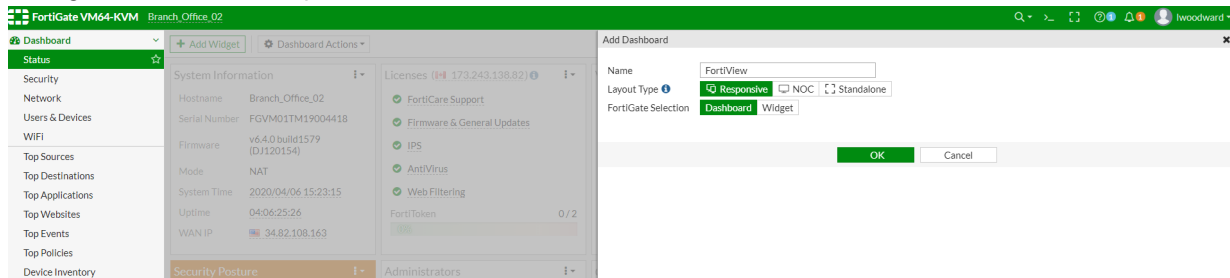 FortiGate VM64-KVM Branch_Office_02
1 1 lwoodward
Dashboard
Status
Security
Network
Users & Devices
WiFi
Top Sources
Top Destinations
Top Applications
Top Websites
Top Events
Top Policies
Device Inventory
+ Add Widget Dashboard Actions
System Information
Hostname Branch_Office_02
Serial Number FGVM01TM19004418
Firmware v6.4.0 build1579
(DJ120154)
Mode NAT
System Time 2020/04/06 15:23:15
Uptime 04:06:25:26
WAN IP 34.82.108.163
Security Posture
Licenses (173.243.138.82)
FortiCare Support
Firmware & General Updates
IPS
AntiVirus
Web Filtering
FortiToken 0/2
Administrators
Add Dashboard
Name FortiView
Layout Type Responsive NOC Standalone
FortiGate Selection Dashboard Widget
OK Cancel